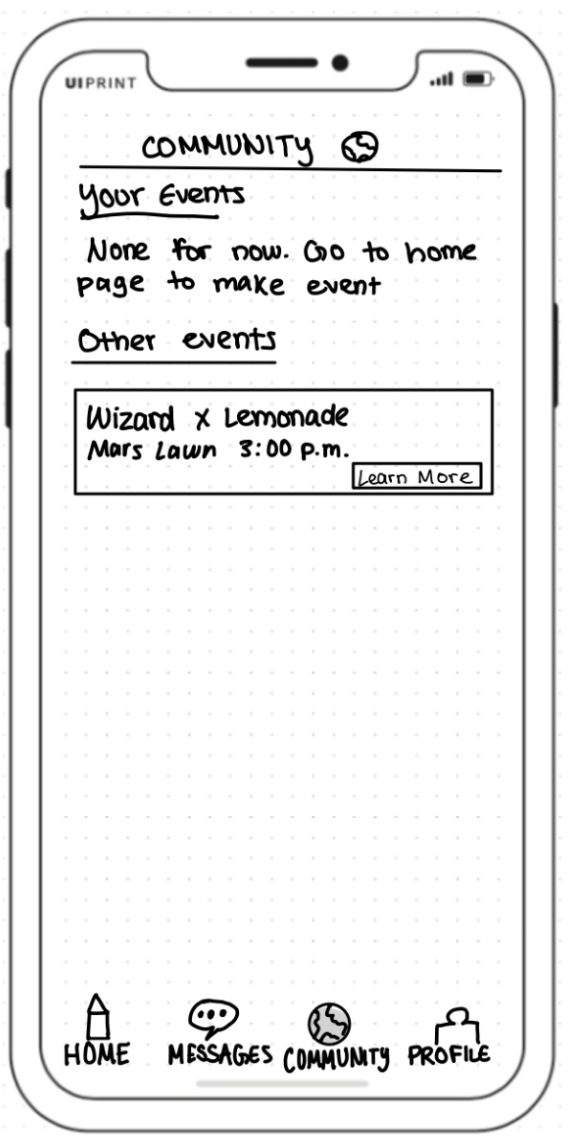 UIPRINT
COMMUNITY
Your Events
None for now. Go to home
page to make event
Other events
Wizard x Lemonade
Mars Lawn 3:00 p.m.
Learn More
HOME MESSAGES COMMUNITY PROFILE